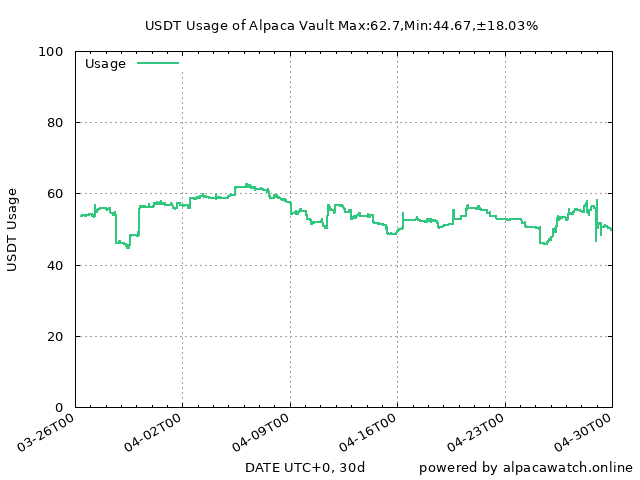 USDT Usage of Alpaca Vault Max:62.7,Min:44.67,±18.03%
Usage
100
80
60
40
20
0
USDT Usage
03-26T00
04-02T00
04-09T00
04-16T00
04-23T00
04-30T00
DATE UTC+0, 30d
powered by alpacawatch.online